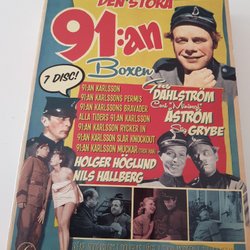 DEN STORA
91:an
Boxen
7 DISC!
91:AN KARLSSON
91:AN KARLSSONS PERMIS
91:AN KARLSSONS BRAVADER
ALLA TIDERS 91:AN KARLSSON
91:AN KARLSSON RYCKER IN
91:AN KARLSSON SLÅR KNOCKOUT
91:AN KARLSSON MUCKAR
Gus
DAHLSTRÖM
ÅSTRÖM
GRYBE
HOLGER HÖGLUND
NILS HALLBERG